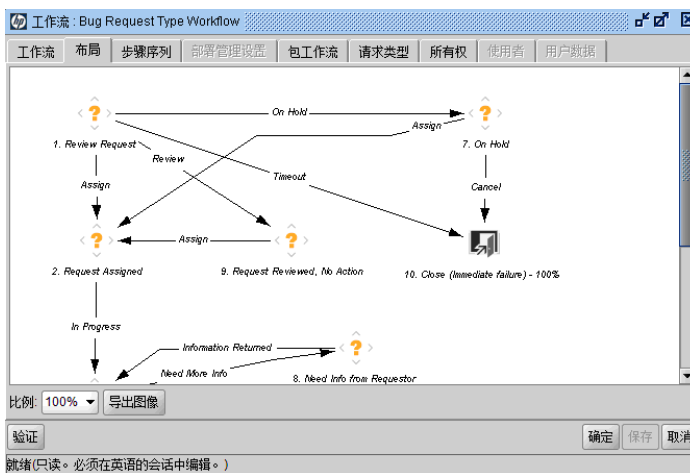 工作流 : Bug Request Type Workflow
工作流 布局 步骤序列 部署管理设置 包工作流 请求类型 所有权 使用者 用户数据
On Hold
Assign
1. Review Request
7. On Hold
Review
Assign
Timeout
Cancel
Assign
2. Request Assigned
9. Request Reviewed, No Action
10. Close (Immediate failure) - 100%
In Progress
Information Returned
Need More Info
8. Need Info from Requestor
比例: 100% 导出图像
验证 确定 保存 取消
就绪(只读。必须在英语的会话中编辑。)